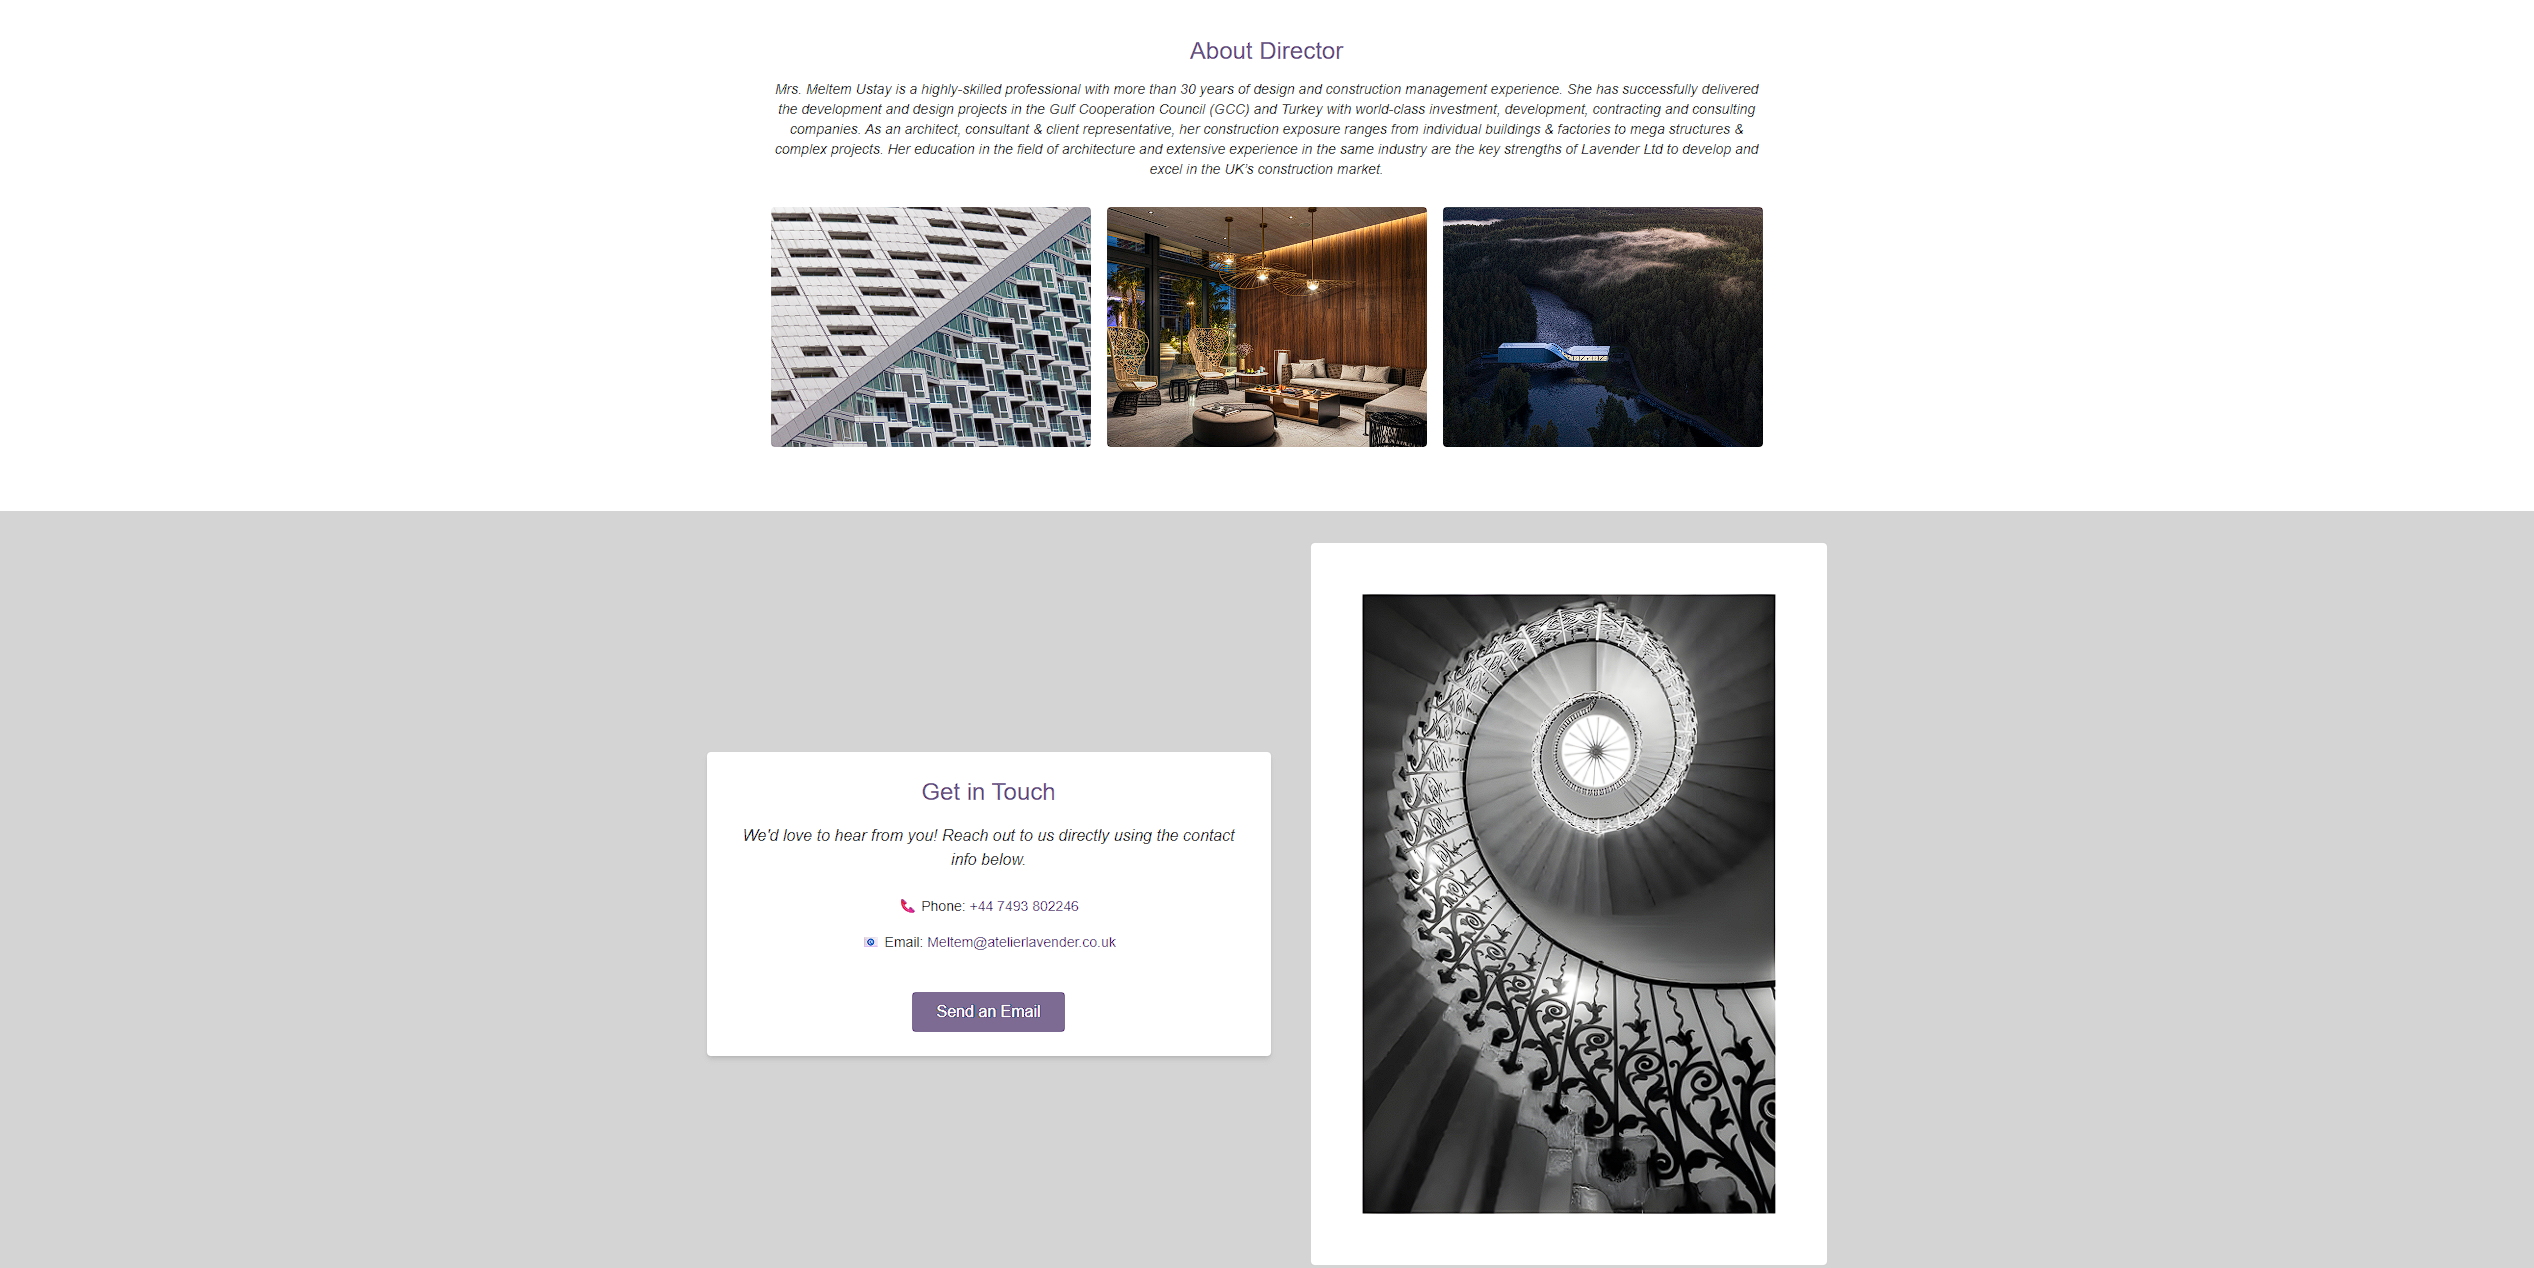 About Director
Mrs. Meltem Ustay is a highly-skilled professional with more than 30 years of design and construction management experience. She has successfully delivered
the development and design projects in the Gulf Cooperation Council (GCC) and Turkey with world-class investment, development, contracting and consulting
companies. As an architect, consultant & client representative, her construction exposure ranges from individual buildings & factories to mega structures &
complex projects. Her education in the field of architecture and extensive experience in the same industry are the key strengths of Lavender Ltd to develop and
excel in the UK's construction market.
Get in Touch
We'd love to hear from you! Reach out to us directly using the contact
info below.
Phone: +44 7493 802246
Email: Meltem@atelierlavender.co.uk
Send an Email